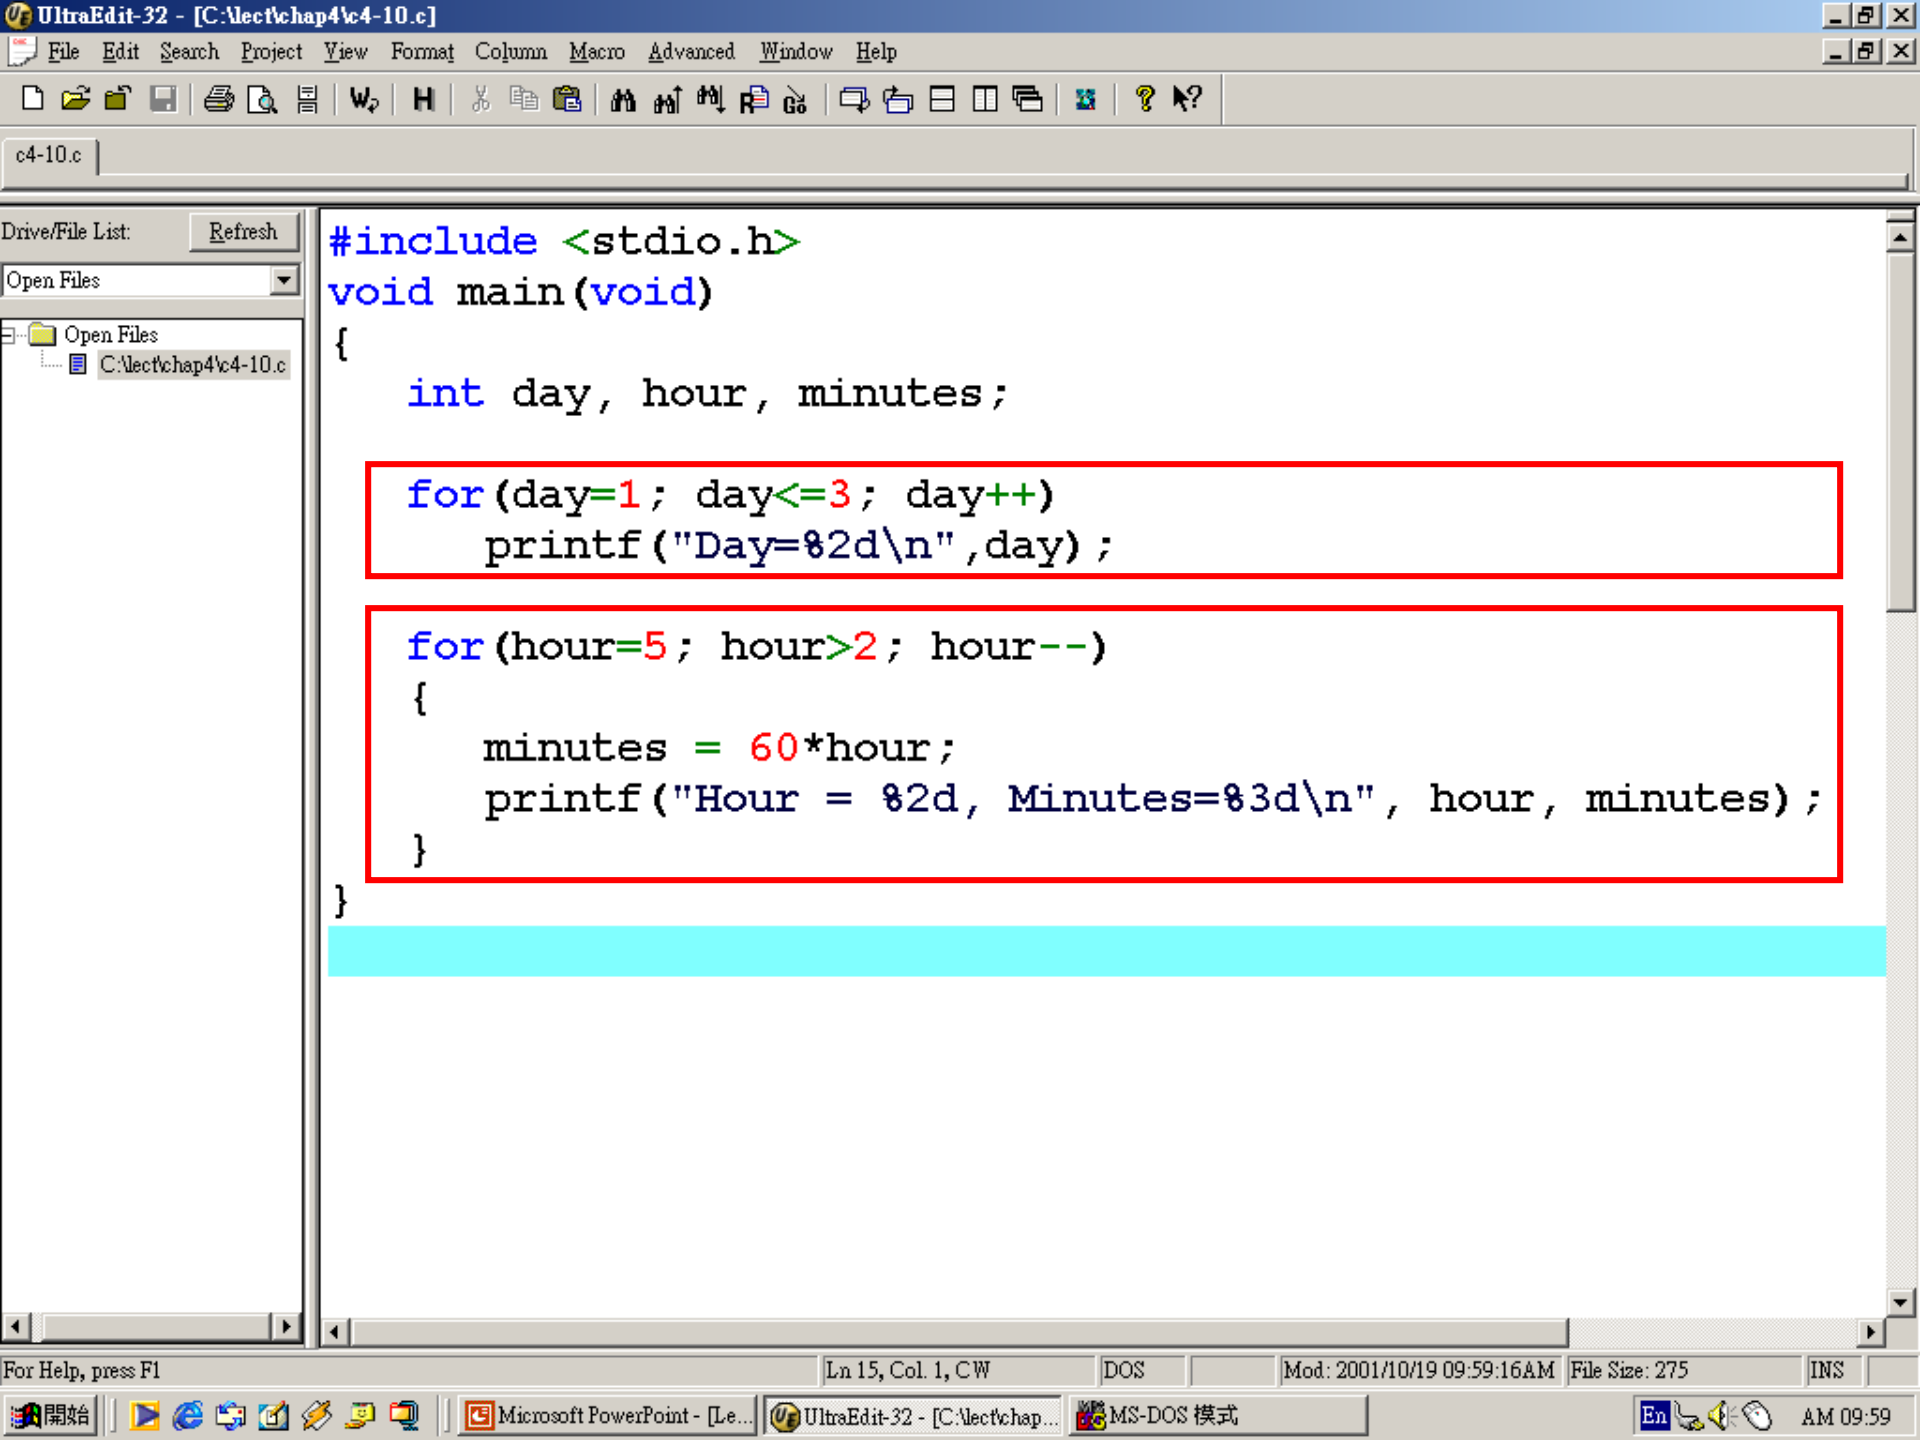 UltraEdit-32 - [C:\lect\chap4\c4-10.c]
File Edit Search Project View Format Column Macro Advanced Window Help
c4-10.c
Drive/File List: Refresh
Open Files
Open Files
C:\lect\chap4\c4-10.c
#include <stdio.h>
void main(void)
{
int day, hour, minutes;
for(day=1; day<=3; day++)
printf("Day=%2d\n",day);
for(hour=5; hour>2; hour--)
{
minutes = 60*hour;
printf("Hour = %2d, Minutes=%3d\n", hour, minutes);
}
}
For Help, press F1 Ln 15, Col. 1, CW DOS Mod: 2001/10/19 09:59:16AM File Size: 275 INS
開始 Microsoft PowerPoint - [Le... UltraEdit-32 - [C:\lect\chap... MS-DOS 模式 En AM 09:59